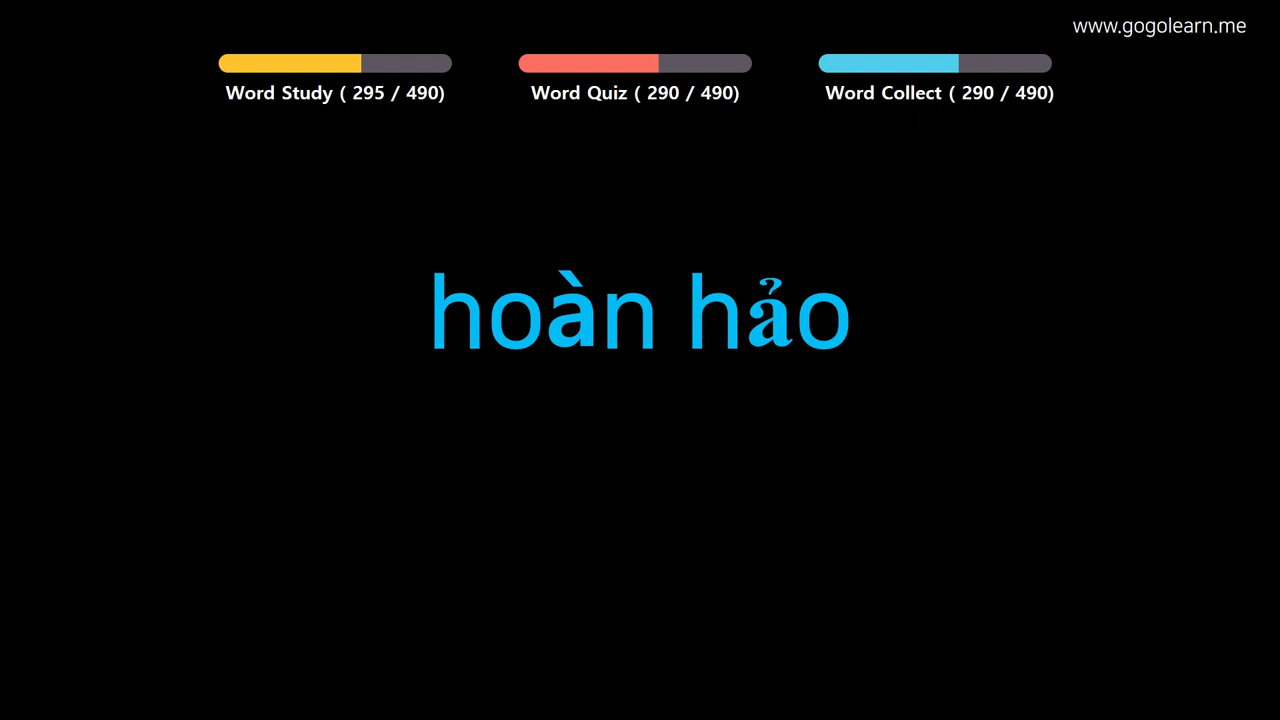 www.gogolearn.me
Word Study ( 295 / 490)
Word Quiz ( 290 / 490)
Word Collect ( 290 / 490)
hoàn hảo